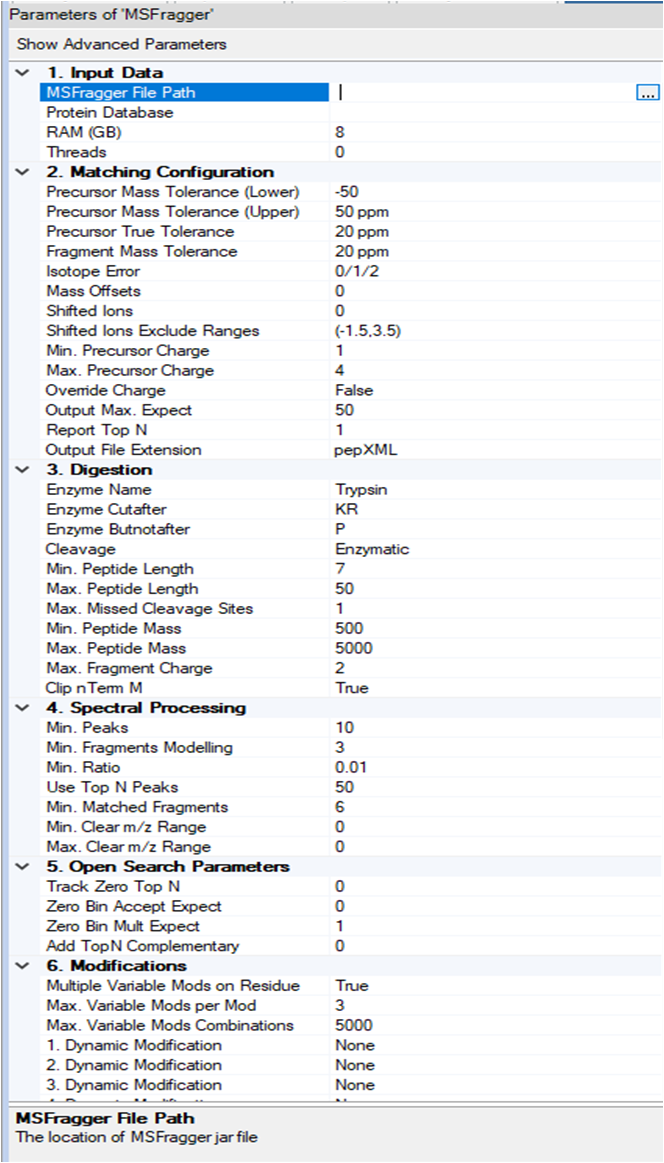 Parameters of 'MSFragger'
Show Advanced Parameters
1. Input Data
MSFragger File Path ...
Protein Database
RAM (GB) 8
Threads 0
2. Matching Configuration
Precursor Mass Tolerance (Lower) -50
Precursor Mass Tolerance (Upper) 50 ppm
Precursor True Tolerance 20 ppm
Fragment Mass Tolerance 20 ppm
Isotope Error 0/1/2
Mass Offsets 0
Shifted Ions 0
Shifted Ions Exclude Ranges (-1.5,3.5)
Min. Precursor Charge 1
Max. Precursor Charge 4
Override Charge False
Output Max. Expect 50
Report Top N 1
Output File Extension pepXML
3. Digestion
Enzyme Name Trypsin
Enzyme Cutafter KR
Enzyme Butnotafter P
Cleavage Enzymatic
Min. Peptide Length 7
Max. Peptide Length 50
Max. Missed Cleavage Sites 1
Min. Peptide Mass 500
Max. Peptide Mass 5000
Max. Fragment Charge 2
Clip nTerm M True
4. Spectral Processing
Min. Peaks 10
Min. Fragments Modelling 3
Min. Ratio 0.01
Use Top N Peaks 50
Min. Matched Fragments 6
Min. Clear m/z Range 0
Max. Clear m/z Range 0
5. Open Search Parameters
Track Zero Top N 0
Zero Bin Accept Expect 0
Zero Bin Mult Expect 1
Add TopN Complementary 0
6. Modifications
Multiple Variable Mods on Residue True
Max. Variable Mods per Mod 3
Max. Variable Mods Combinations 5000
1. Dynamic Modification None
2. Dynamic Modification None
3. Dynamic Modification None
MSFragger File Path
The location of MSFragger jar file